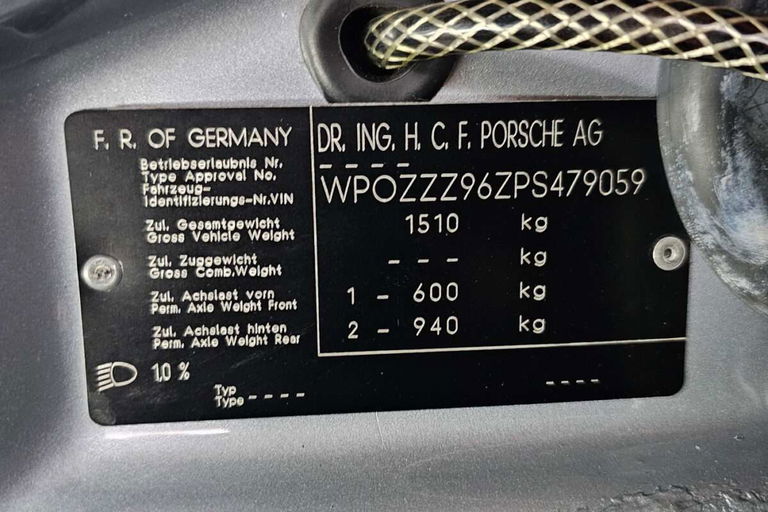 F. R. OF GERMANY
DR. ING. H. C. F. PORSCHE AG
Betriebserlaubnis Nr.
Type Approval No.
- - - -
Fahrzeug-
Identifizierungs-Nr.VIN
WPOZZZ96ZPS479059
Zul. Gesamtgewicht
Gross Vehicle Weight
1510 kg
Zul. Zuggewicht
Gross Comb.Weight
- - - kg
Zul. Achslast vorn
Perm. Axle Weight Front
1 - 600 kg
Zul. Achslast hinten
Perm. Axle Weight Rear
2 - 940 kg
1,0 %
Typ
Type - - - -
- - - -